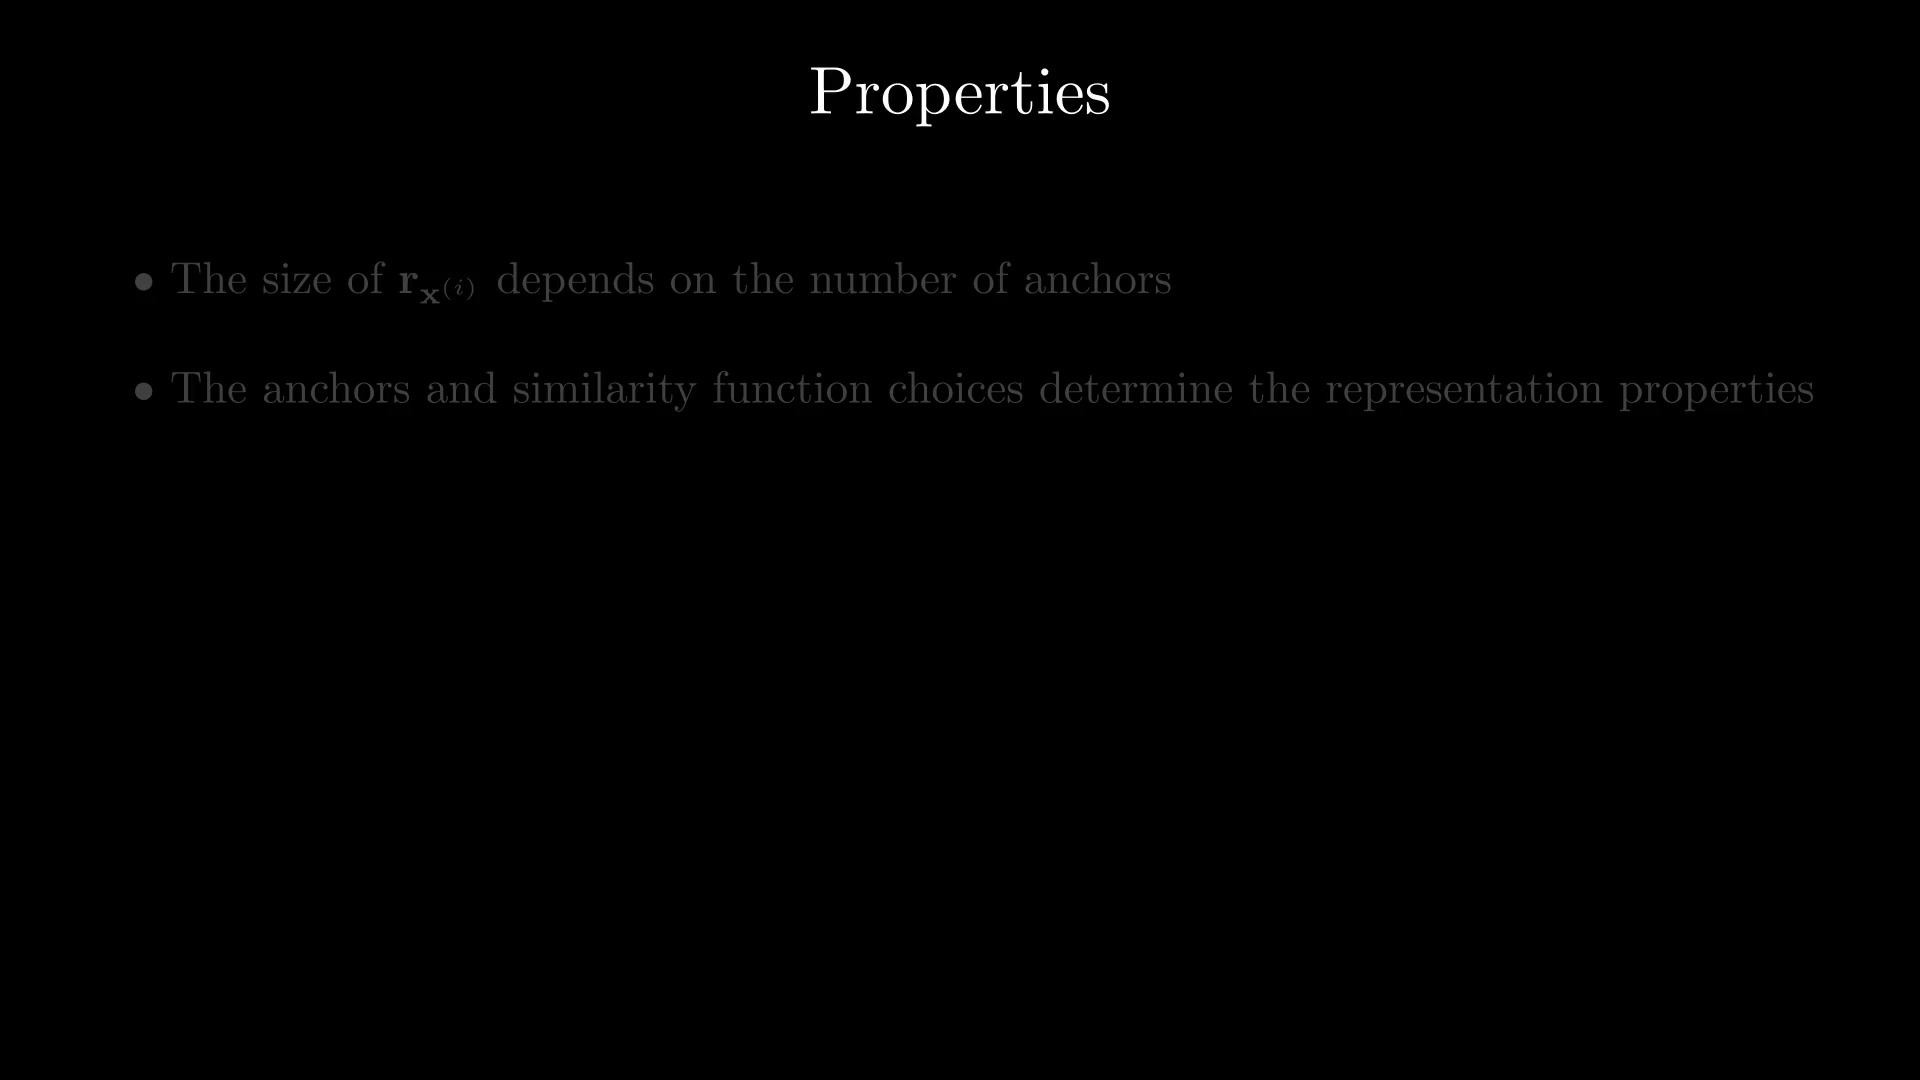 Properties
• The size of $\mathbf{r}_{\mathbf{x}^{(i)}}$ depends on the number of anchors
• The anchors and similarity function choices determine the representation properties